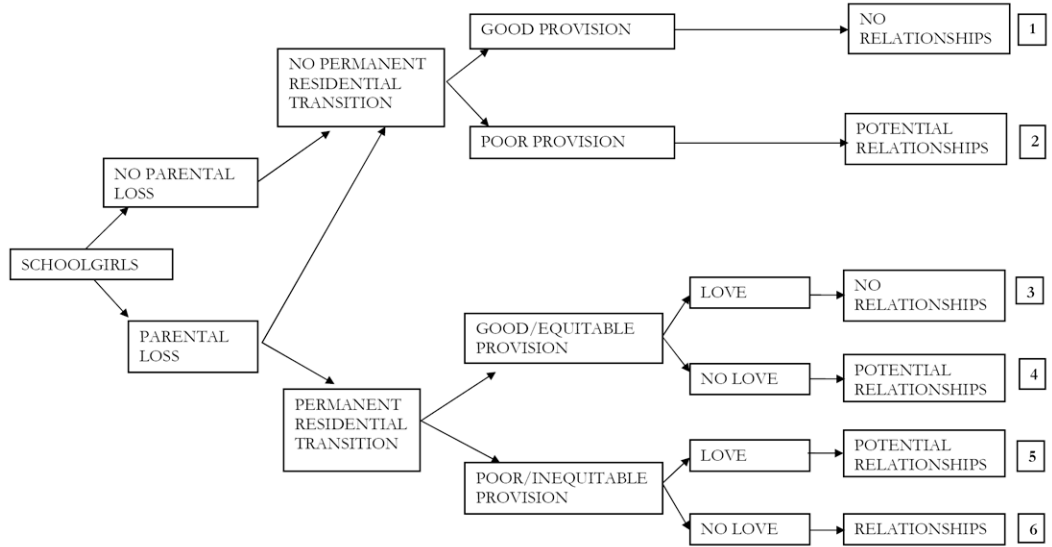 GOOD PROVISION
NO
RELATIONSHIPS
1
NO PERMANENT
RESIDENTIAL
TRANSITION
POOR PROVISION
POTENTIAL
RELATIONSHIPS
2
NO PARENTAL
LOSS
SCHOOLGIRLS
PARENTAL
LOSS
LOVE
NO
RELATIONSHIPS
3
GOOD/EQUITABLE
PROVISION
NO LOVE
POTENTIAL
RELATIONSHIPS
4
PERMANENT
RESIDENTIAL
TRANSITION
LOVE
POTENTIAL
RELATIONSHIPS
5
POOR/INEQUITABLE
PROVISION
NO LOVE
RELATIONSHIPS
6